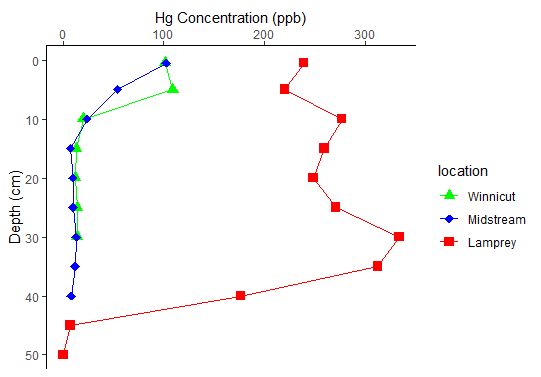 Hg Concentration (ppb)
0 100 200 300
Depth (cm)
0
10
20
30
40
50
location
Winnicut
Midstream
Lamprey